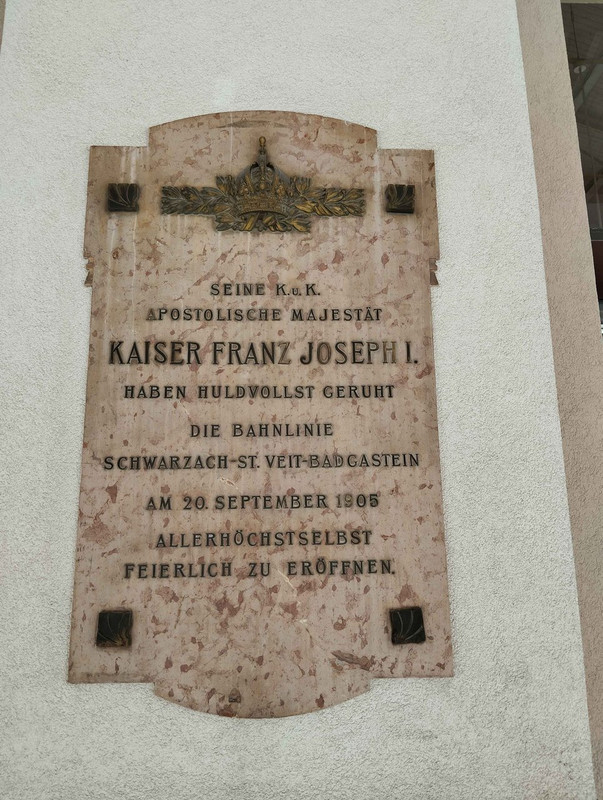 SEINE K.u.K.
APOSTOLISCHE MAJESTÄT
KAISER FRANZ JOSEPH I.
HABEN HULDVOLLST GERUHT
DIE BAHNLINIE
SCHWARZACH-ST. VEIT-BADGASTEIN
AM 20. SEPTEMBER 1905
ALLERHÖCHSTSELBST
FEIERLICH ZU ERÖFFNEN.